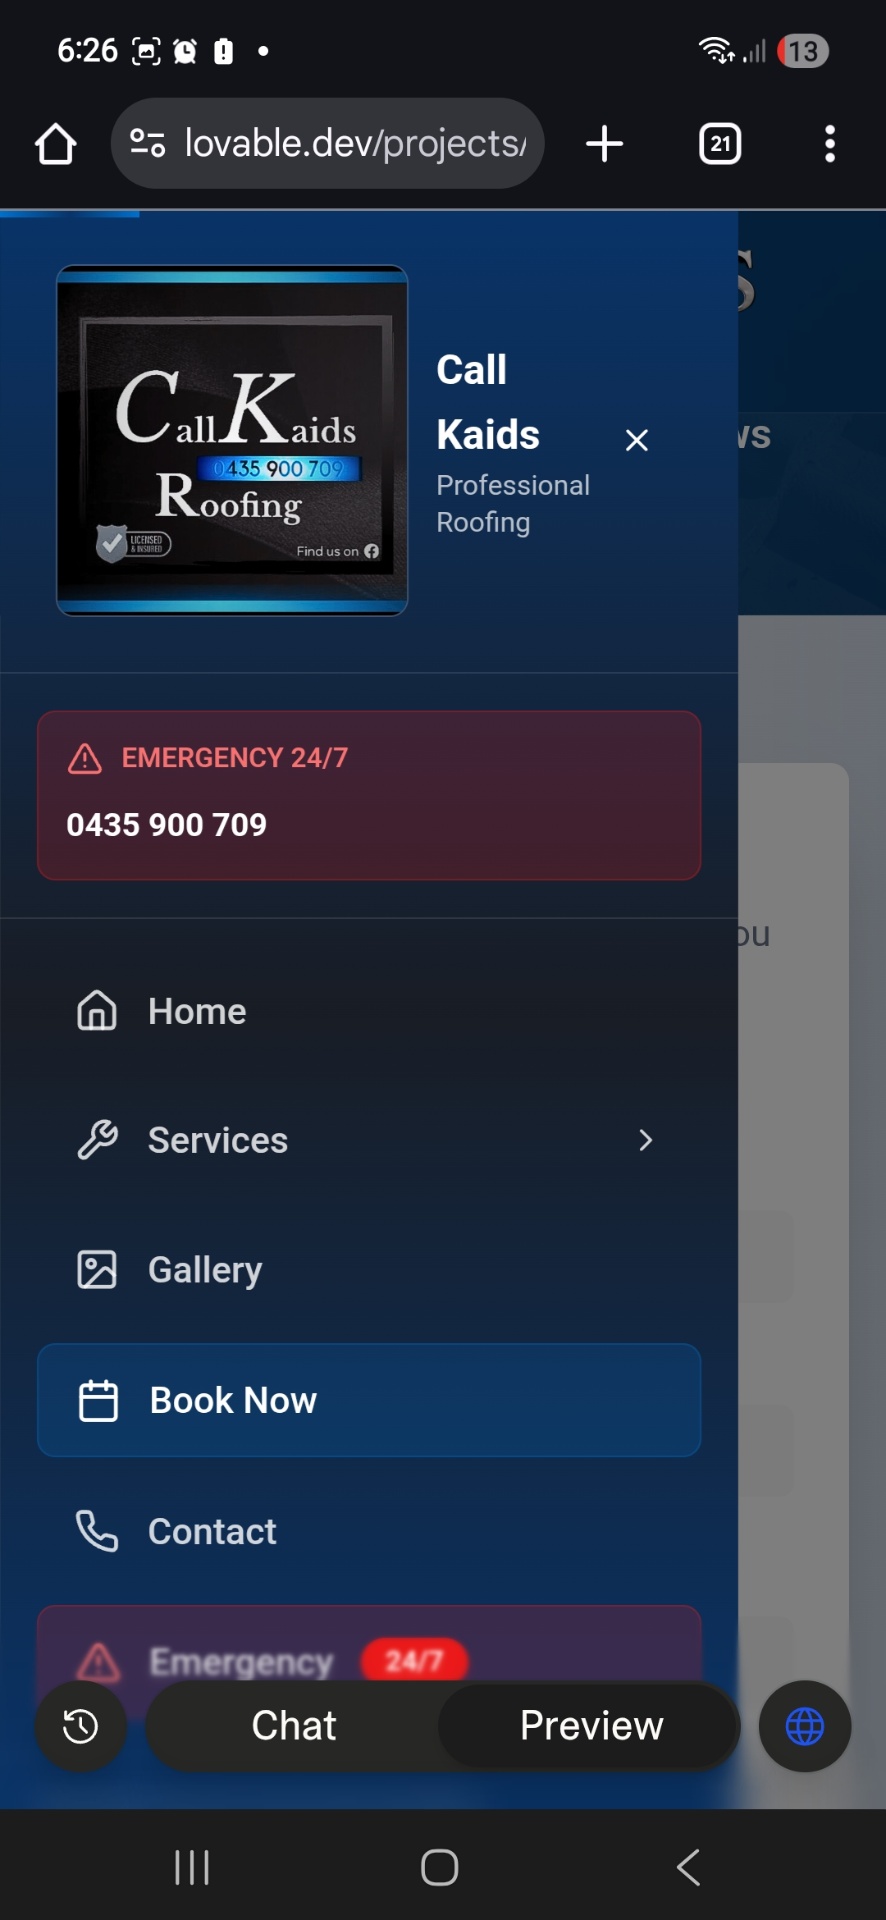 6:26
13
lovable.dev/projects/
21
Call Kaids
0435 900 709
Roofing
LICENSED
& INSURED
Find us on
Call
Kaids
Professional
Roofing
S
ws
EMERGENCY 24/7
0435 900 709
ou
Home
Services
Gallery
Book Now
Contact
Emergency 24/7
Chat
Preview